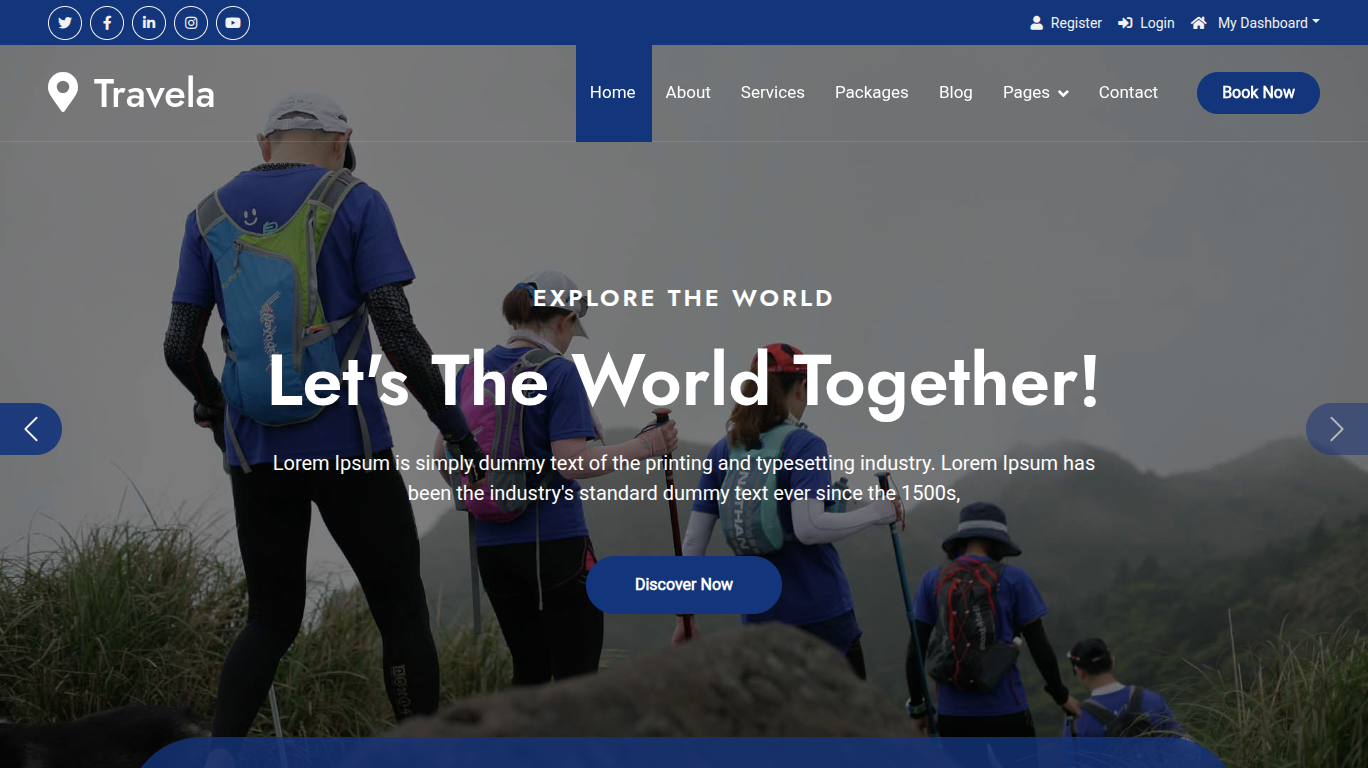 Register Login My Dashboard
Travela
Home About Services Packages Blog Pages Contact Book Now
EXPLORE THE WORLD
Let's The World Together!
Lorem Ipsum is simply dummy text of the printing and typesetting industry. Lorem Ipsum has
been the industry's standard dummy text ever since the 1500s,
Discover Now